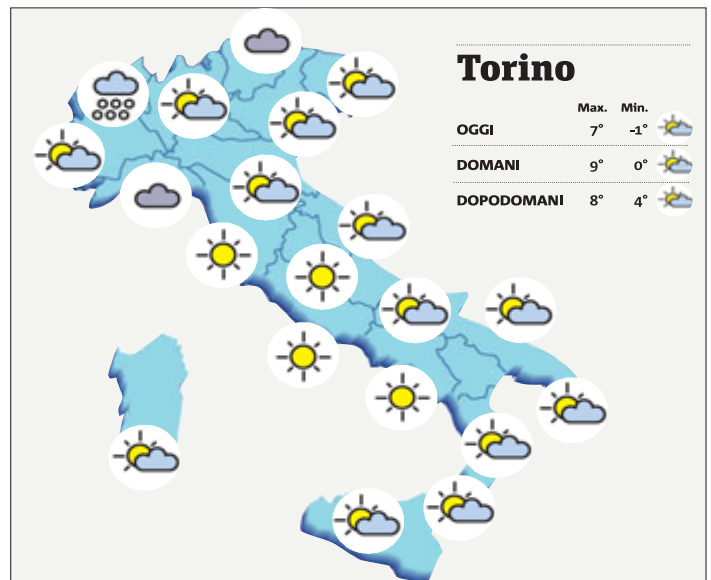 Torino
Max. Min.
OGGI 7° -1°
DOMANI 9° 0°
DOPODOMANI 8° 4°